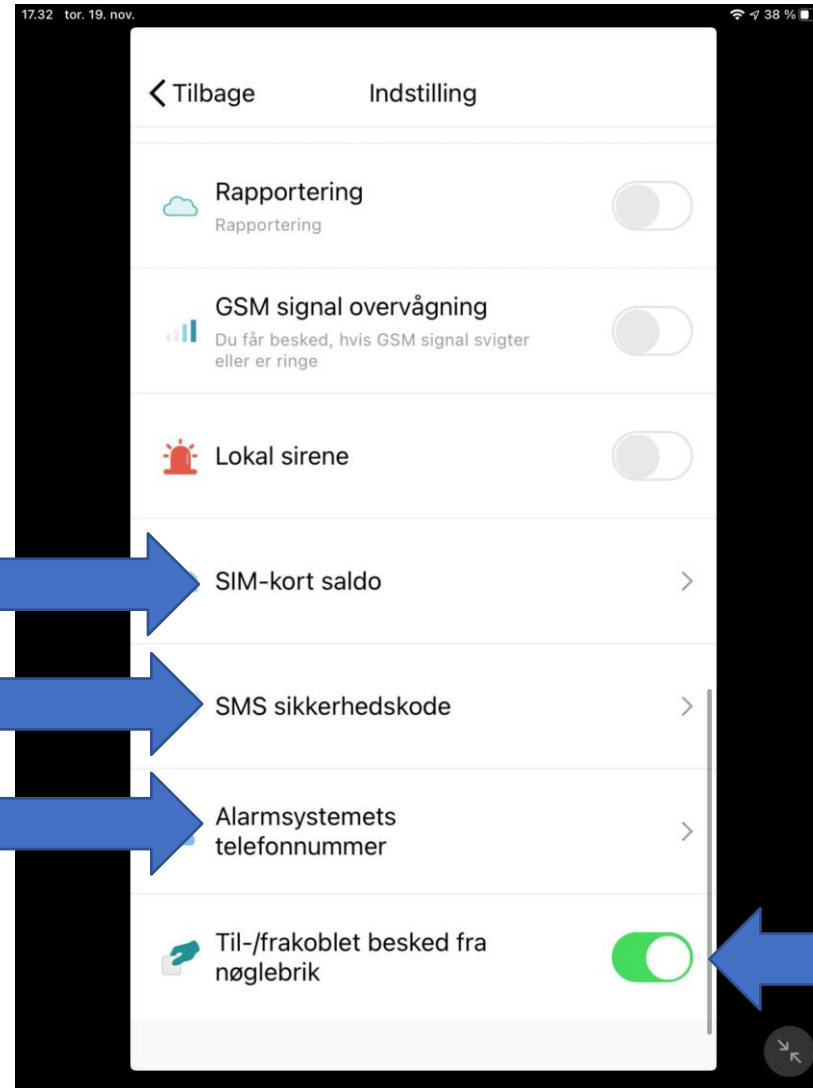 17.32 tor. 19. nov.
38 %
Tilbage
Indstilling
Rapportering
Rapportering
GSM signal overvågning
Du får besked, hvis GSM signal svigter
eller er ringe
Lokal sirene
SIM-kort saldo
SMS sikkerhedskode
Alarmsystemets
telefonnummer
Til-/frakoblet besked fra
nøglebrik